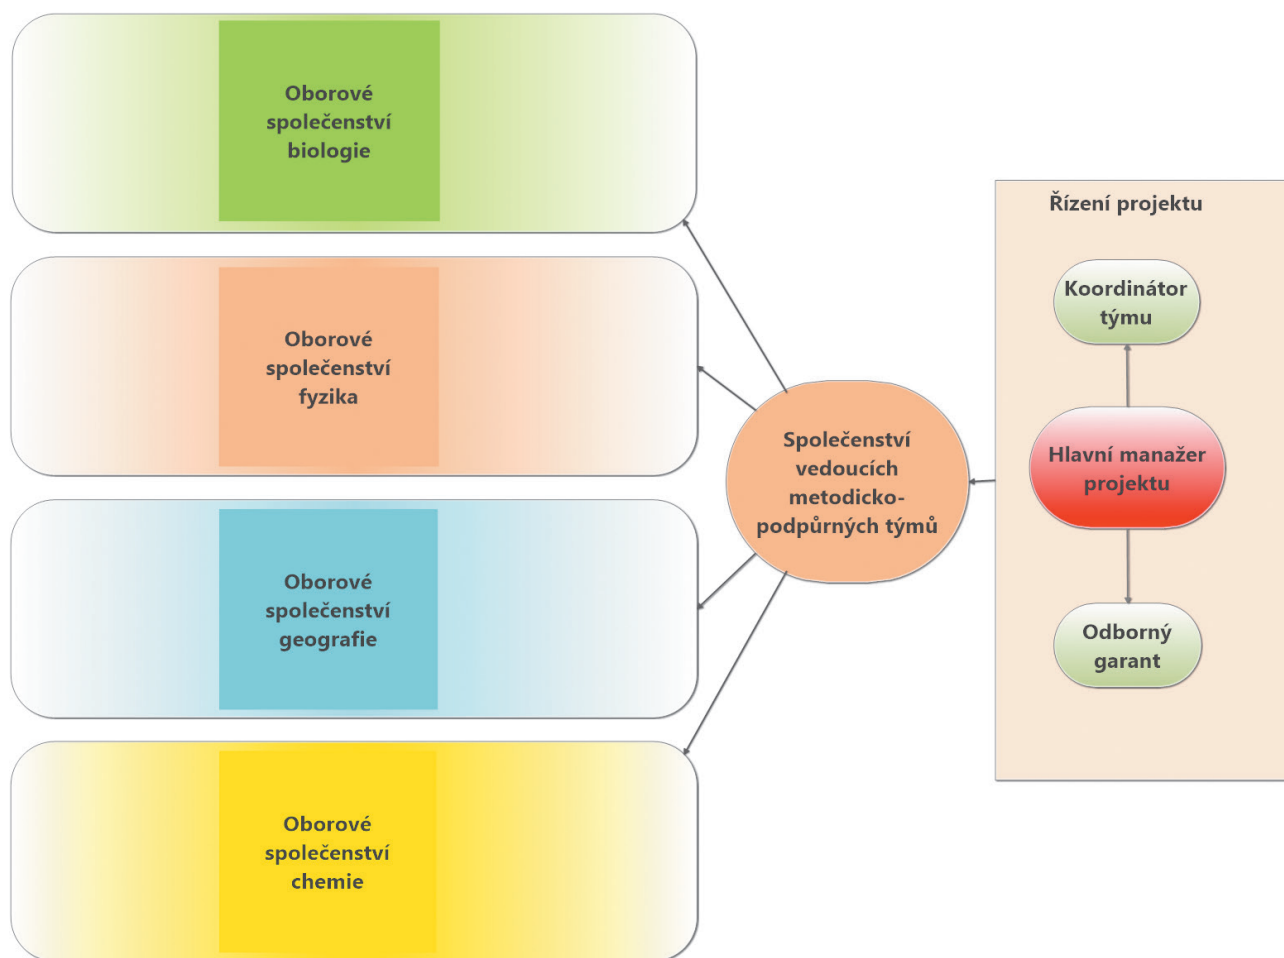 Oborové
společenství
biologie
Oborové
společenství
fyzika
Oborové
společenství
geografie
Oborové
společenství
chemie
Společenství
vedoucích
metodicko-
podpůrných týmů
Řízení projektu
Koordinátor
týmu
Hlavní manažer
projektu
Odborný
garant